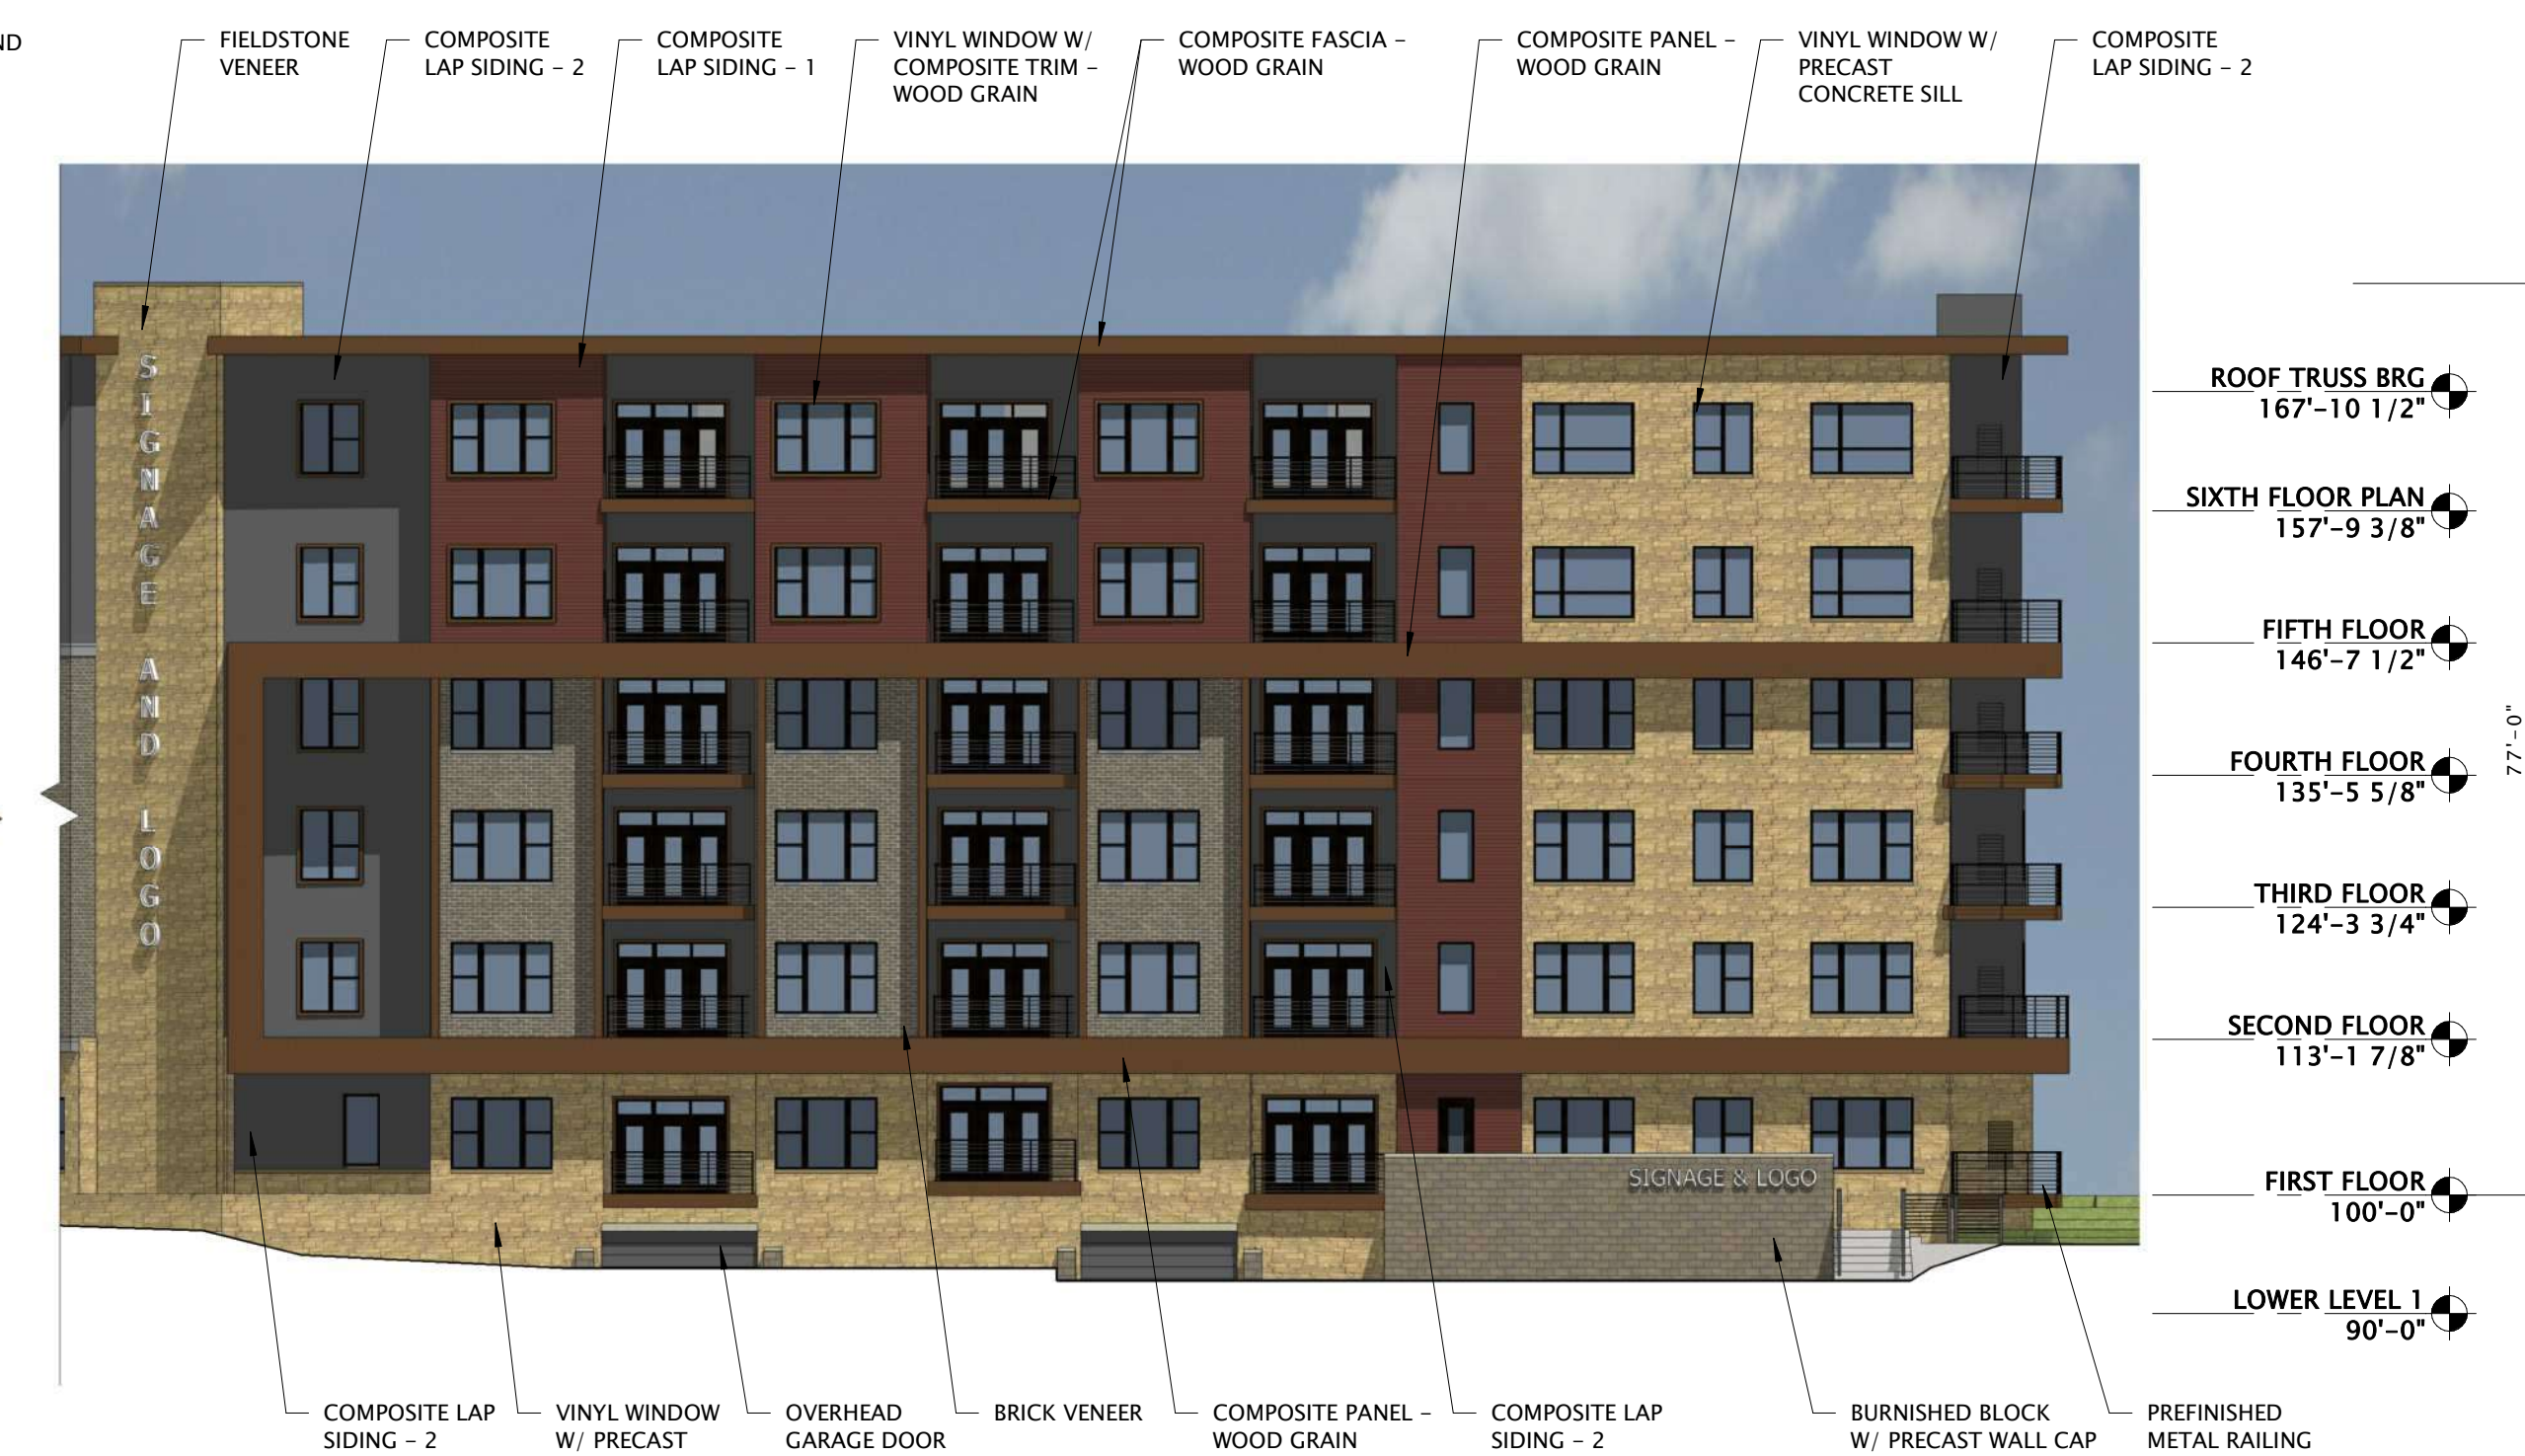 ND
FIELDSTONE
VENEER
COMPOSITE
LAP SIDING - 2
COMPOSITE
LAP SIDING - 1
VINYL WINDOW W/
COMPOSITE TRIM -
WOOD GRAIN
COMPOSITE FASCIA -
WOOD GRAIN
COMPOSITE PANEL -
WOOD GRAIN
VINYL WINDOW W/
PRECAST
CONCRETE SILL
COMPOSITE
LAP SIDING - 2
SIGNAGE AND LOGO
ROOF TRUSS BRG
167'-10 1/2"
SIXTH FLOOR PLAN
157'-9 3/8"
FIFTH FLOOR
146'-7 1/2"
77'-0"
FOURTH FLOOR
135'-5 5/8"
THIRD FLOOR
124'-3 3/4"
SECOND FLOOR
113'-1 7/8"
SIGNAGE & LOGO
FIRST FLOOR
100'-0"
LOWER LEVEL 1
90'-0"
COMPOSITE LAP
SIDING - 2
VINYL WINDOW
W/ PRECAST
OVERHEAD
GARAGE DOOR
BRICK VENEER
COMPOSITE PANEL -
WOOD GRAIN
COMPOSITE LAP
SIDING - 2
BURNISHED BLOCK
W/ PRECAST WALL CAP
PREFINISHED
METAL RAILING